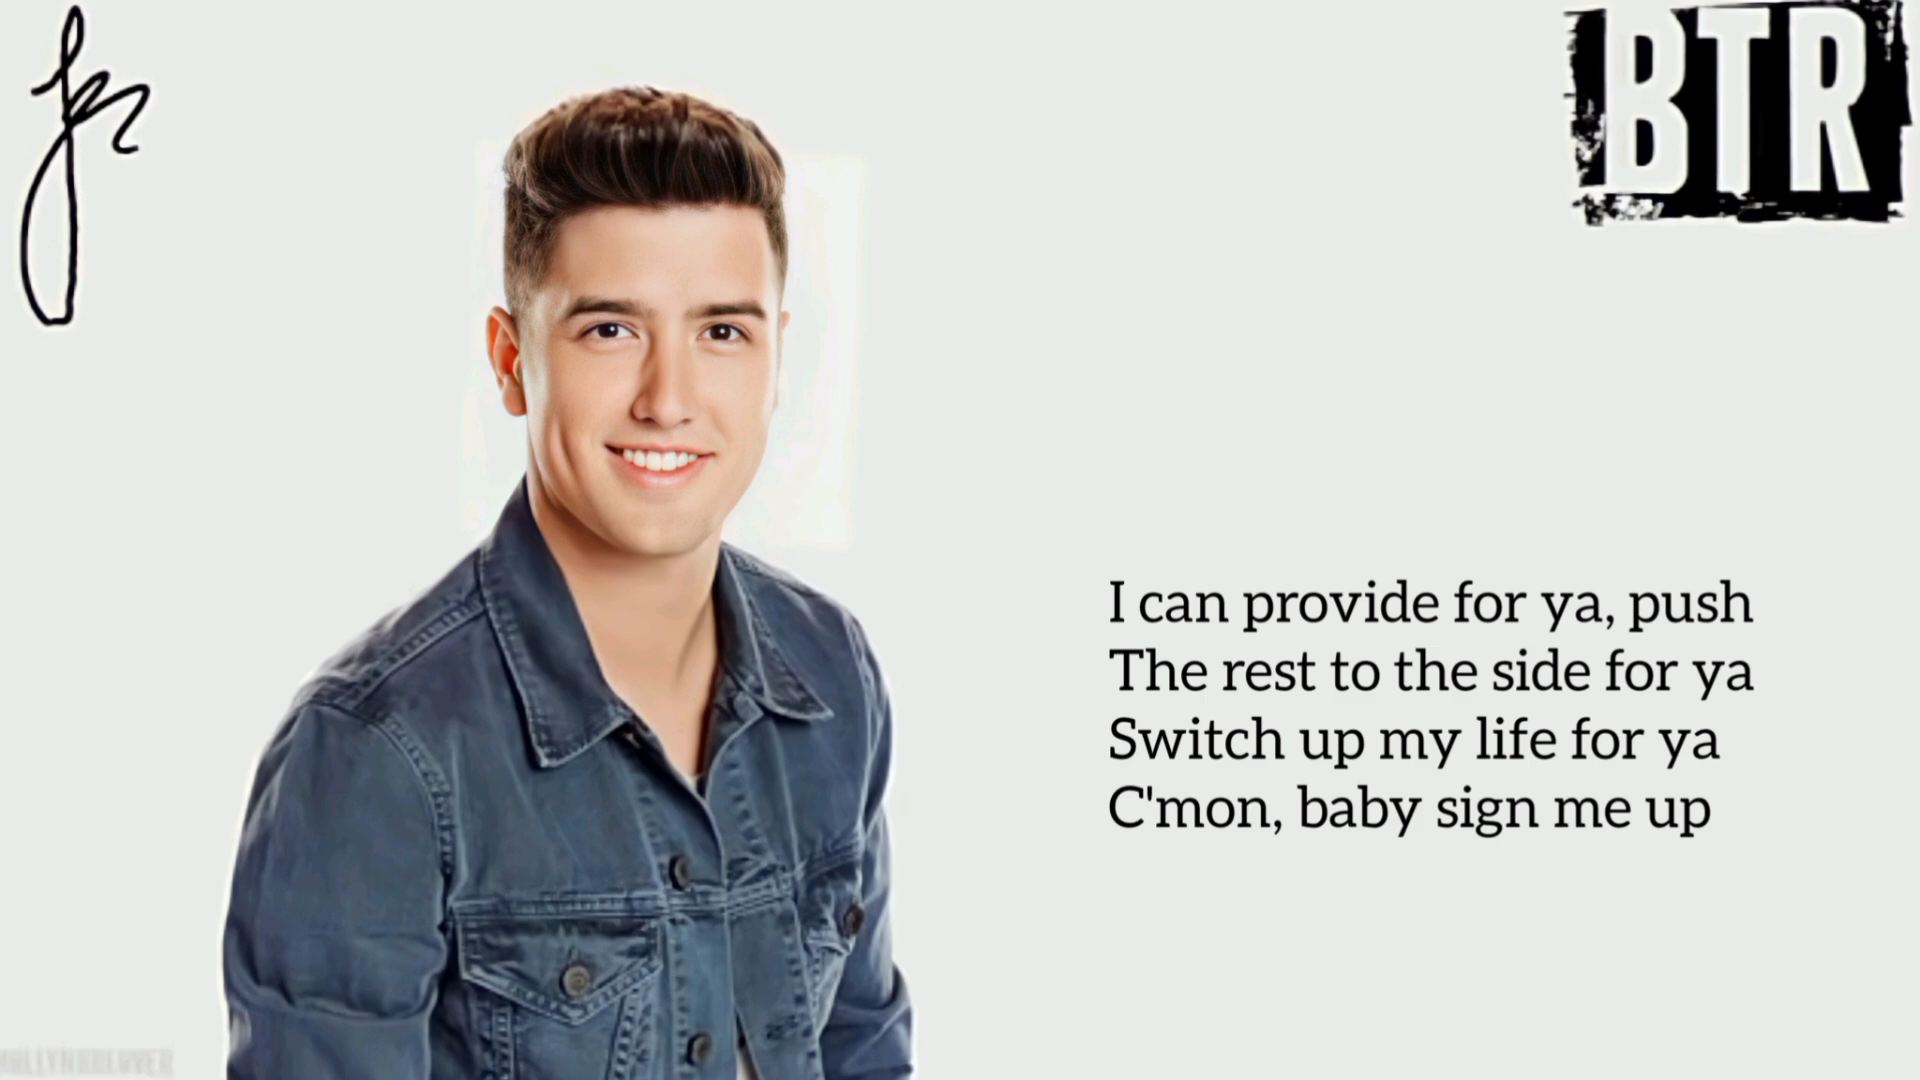 BTR
I can provide for ya, push
The rest to the side for ya
Switch up my life for ya
C'mon, baby sign me up